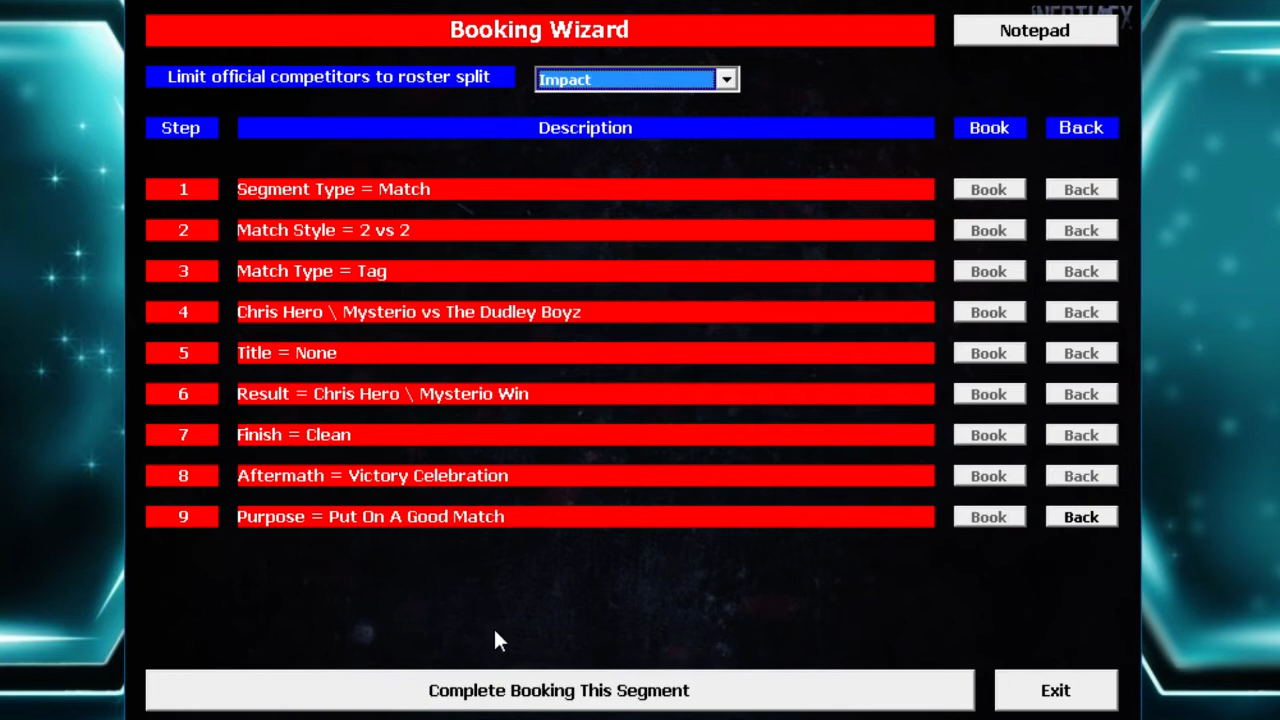 Booking Wizard
Notepad
Limit official competitors to roster split
Impact
Step Description Book Back
1 Segment Type = Match Book Back
2 Match Style = 2 vs 2 Book Back
3 Match Type = Tag Book Back
4 Chris Hero \ Mysterio vs The Dudley Boyz Book Back
5 Title = None Book Back
6 Result = Chris Hero \ Mysterio Win Book Back
7 Finish = Clean Book Back
8 Aftermath = Victory Celebration Book Back
9 Purpose = Put On A Good Match Book Back
Complete Booking This Segment Exit